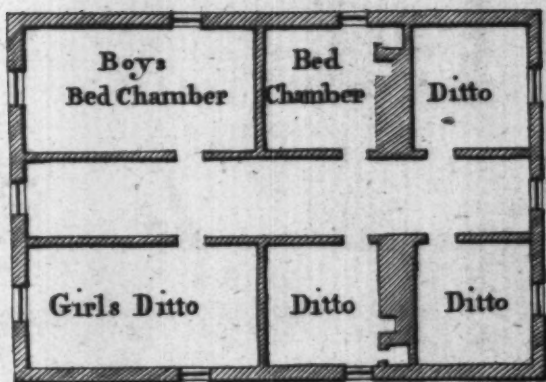 Boys
Bed Chamber
Bed
Chamber
Ditto
Girls Ditto
Ditto
Ditto